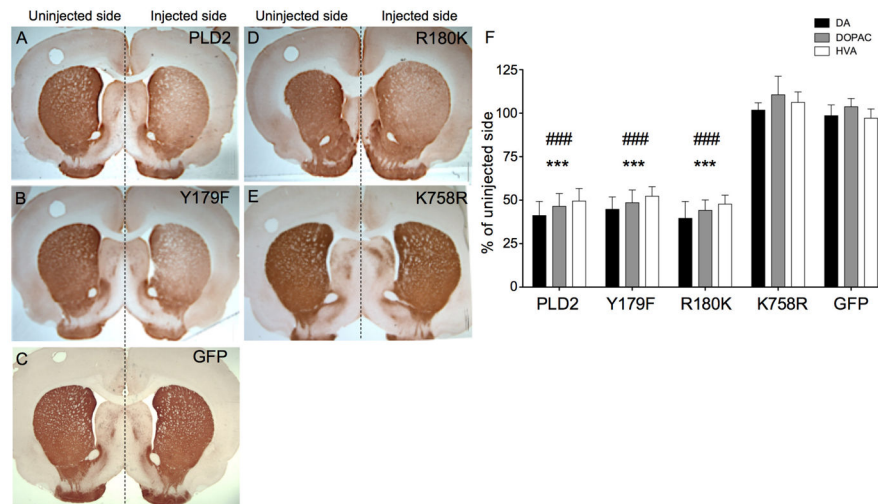 Uninjected side Injected side Uninjected side Injected side
A PLD2 D R180K F
DA
DOPAC
HVA
B Y179F E K758R
C GFP
% of uninjected side
125
100
75
50
25
0
### ### ###
*** *** ***
PLD2 Y179F R180K K758R GFP